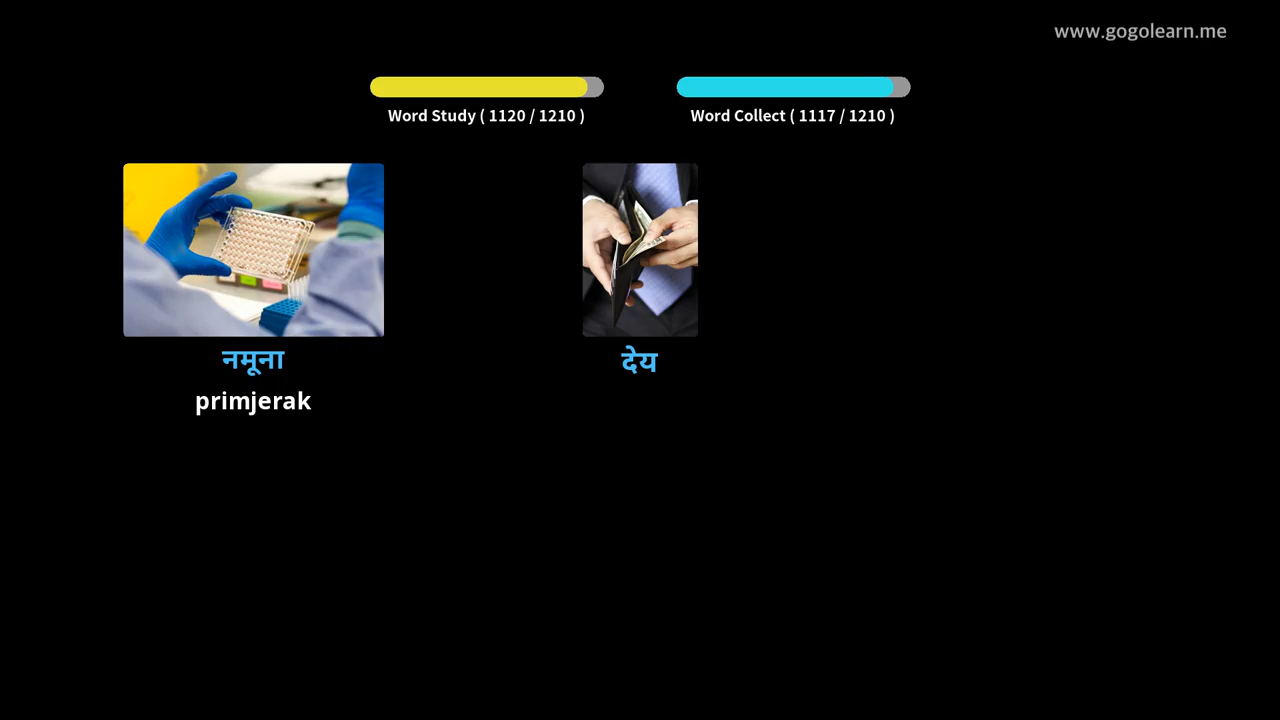 www.gogolearn.me
Word Study ( 1120 / 1210 )
Word Collect ( 1117 / 1210 )
नमूना
primjerak
देय